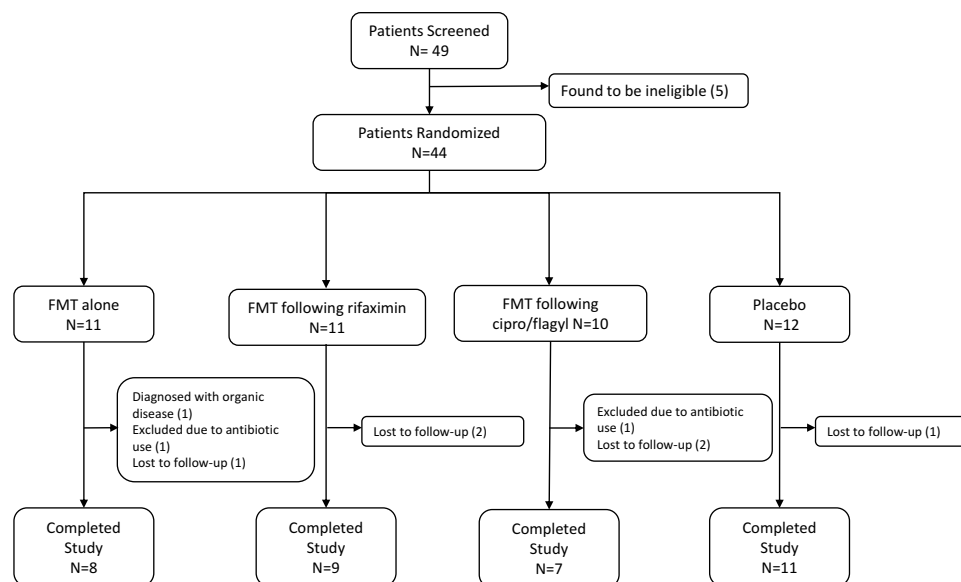 Patients Screened
N= 49
Found to be ineligible (5)
Patients Randomized
N=44
FMT alone
N=11
FMT following rifaximin
N=11
FMT following
cipro/flagyl N=10
Placebo
N=12
Diagnosed with organic
disease (1)
Excluded due to antibiotic
use (1)
Lost to follow-up (1)
Lost to follow-up (2)
Excluded due to antibiotic
use (1)
Lost to follow-up (2)
Lost to follow-up (1)
Completed
Study
N=8
Completed
Study
N=9
Completed
Study
N=7
Completed
Study
N=11